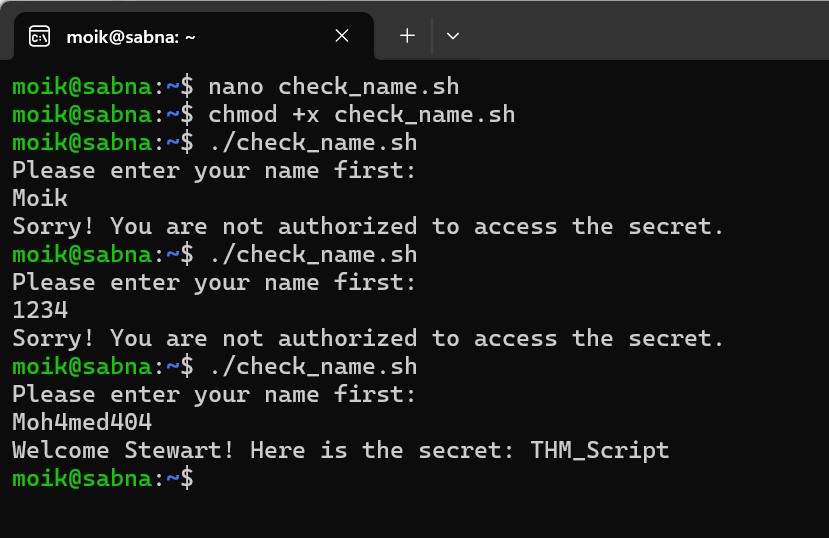 moik@sabna: ~
moik@sabna:~$ nano check_name.sh
moik@sabna:~$ chmod +x check_name.sh
moik@sabna:~$ ./check_name.sh
Please enter your name first:
Moik
Sorry! You are not authorized to access the secret.
moik@sabna:~$ ./check_name.sh
Please enter your name first:
1234
Sorry! You are not authorized to access the secret.
moik@sabna:~$ ./check_name.sh
Please enter your name first:
Moh4med404
Welcome Stewart! Here is the secret: THM_Script
moik@sabna:~$